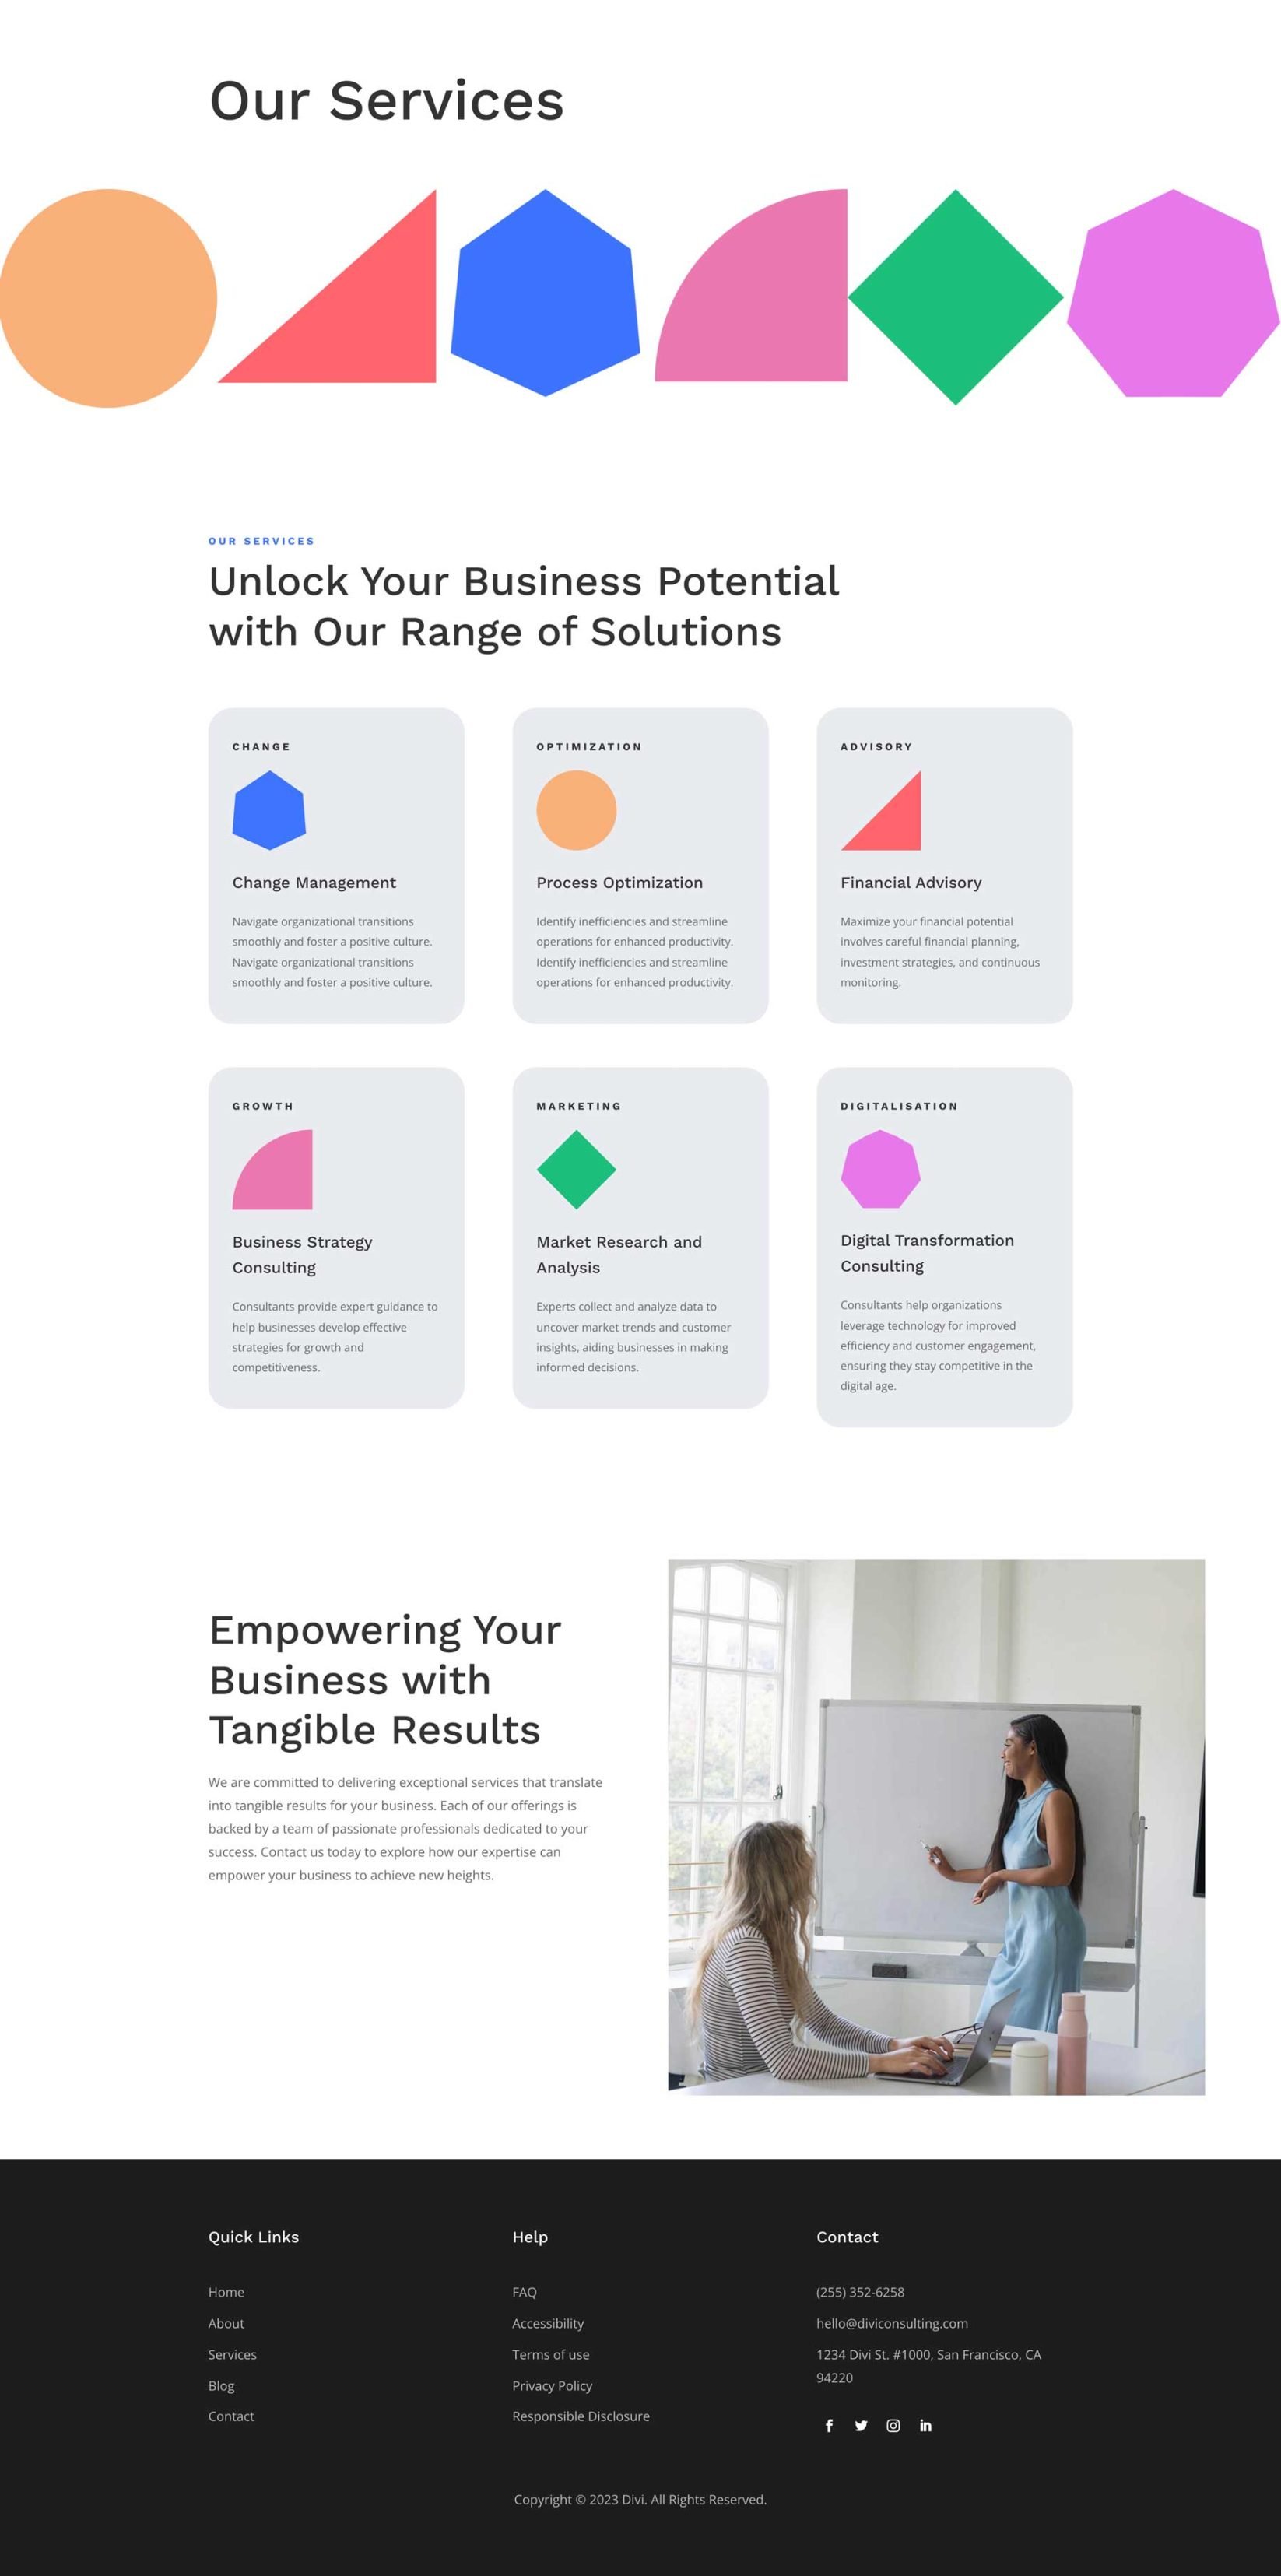 Our Services
OUR SERVICES
Unlock Your Business Potential
with Our Range of Solutions
CHANGE
Change Management
Navigate organizational transitions
smoothly and foster a positive culture.
Navigate organizational transitions
smoothly and foster a positive culture.
OPTIMIZATION
Process Optimization
Identify inefficiencies and streamline
operations for enhanced productivity.
Identify inefficiencies and streamline
operations for enhanced productivity.
ADVISORY
Financial Advisory
Maximize your financial potential
involves careful financial planning,
investment strategies, and continuous
monitoring.
GROWTH
Business Strategy
Consulting
Consultants provide expert guidance to
help businesses develop effective
strategies for growth and
competitiveness.
MARKETING
Market Research and
Analysis
Experts collect and analyze data to
uncover market trends and customer
insights, aiding businesses in making
informed decisions.
DIGITALISATION
Digital Transformation
Consulting
Consultants help organizations
leverage technology for improved
efficiency and customer engagement,
ensuring they stay competitive in the
digital age.
Empowering Your
Business with
Tangible Results
We are committed to delivering exceptional services that translate
into tangible results for your business. Each of our offerings is
backed by a team of passionate professionals dedicated to your
success. Contact us today to explore how our expertise can
empower your business to achieve new heights.
Quick Links
Home
About
Services
Blog
Contact
Help
FAQ
Accessibility
Terms of use
Privacy Policy
Responsible Disclosure
Contact
(255) 352-6258
hello@diviconsulting.com
1234 Divi St. #1000, San Francisco, CA
94220
Copyright © 2023 Divi. All Rights Reserved.